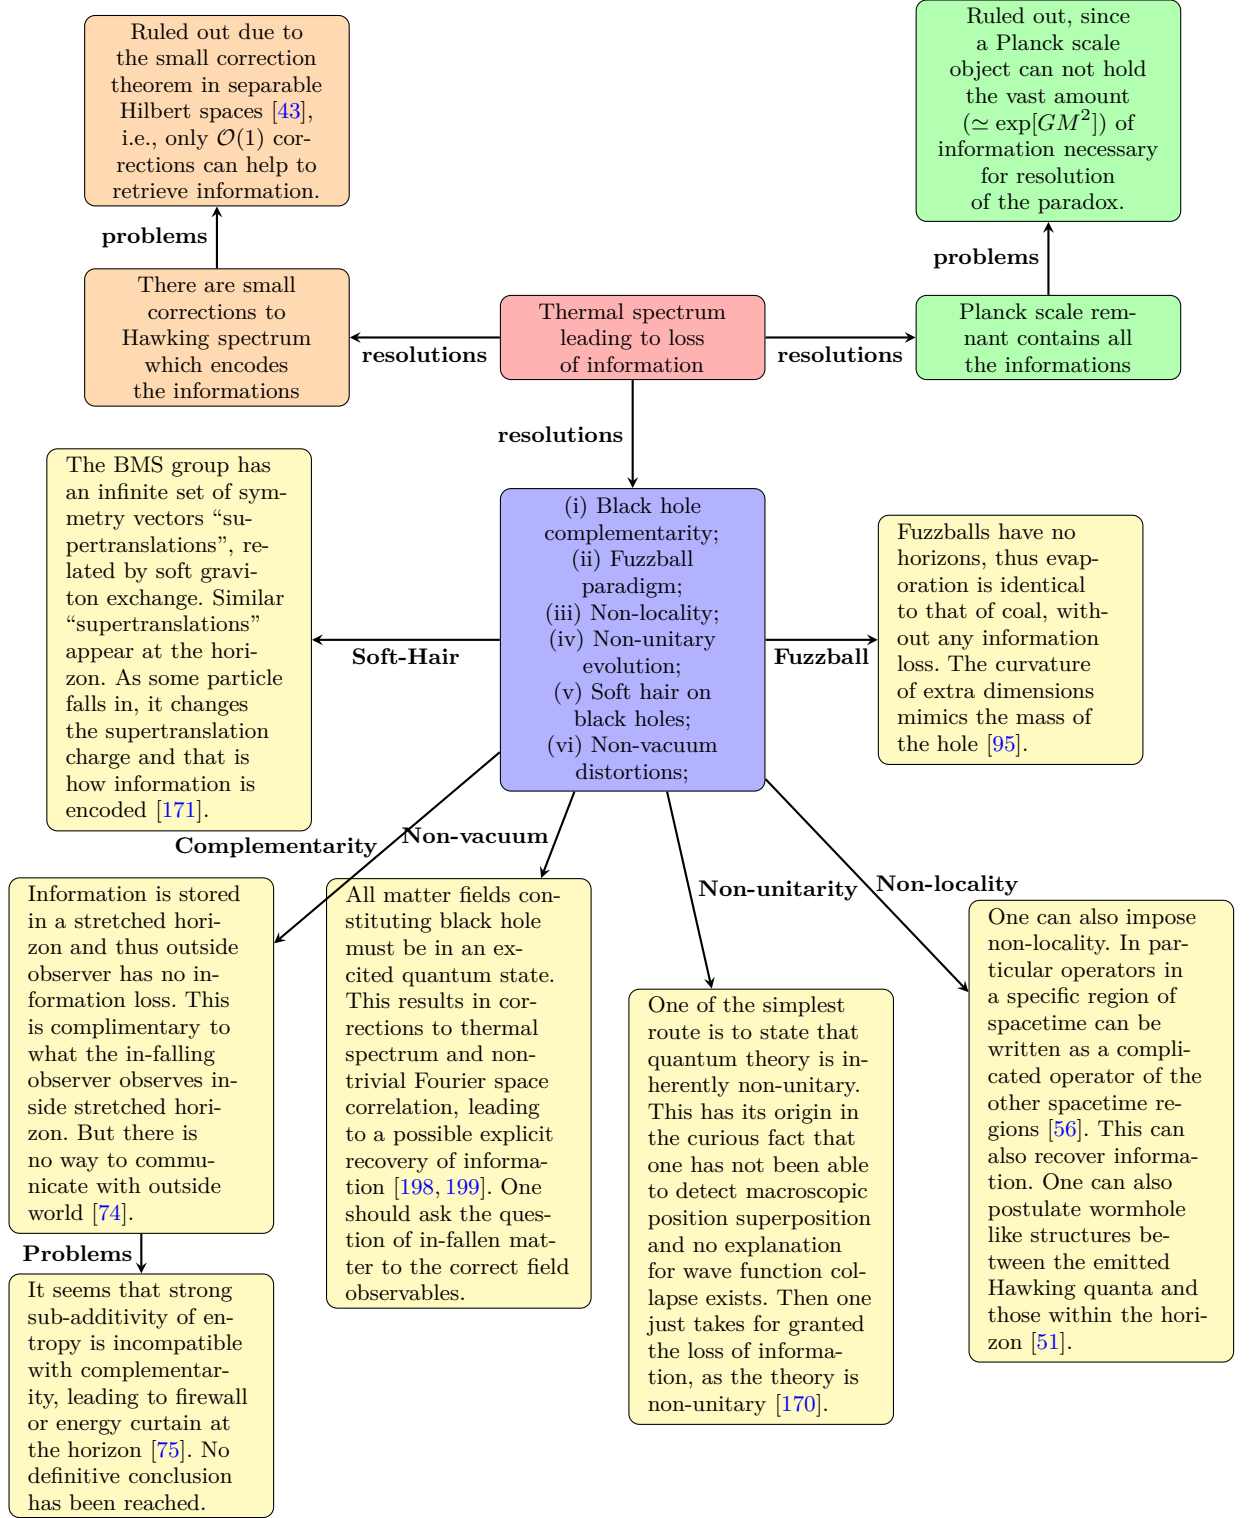 Ruled out due to
the small correction
theorem in separable
Hilbert spaces [43],
i.e., only 𝒪(1) cor-
rections can help to
retrieve information.
Ruled out, since
a Planck scale
object can not hold
the vast amount
(≃ exp[GM²]) of
information necessary
for resolution
of the paradox.
problems
problems
There are small
corrections to
Hawking spectrum
which encodes
the informations
resolutions
Thermal spectrum
leading to loss
of information
resolutions
Planck scale rem-
nant contains all
the informations
resolutions
The BMS group has
an infinite set of sym-
metry vectors “su-
pertranslations”, re-
lated by soft gravi-
ton exchange. Similar
“supertranslations”
appear at the hori-
zon. As some particle
falls in, it changes
the supertranslation
charge and that is
how information is
encoded [171].
Soft-Hair
(i) Black hole
complementarity;
(ii) Fuzzball
paradigm;
(iii) Non-locality;
(iv) Non-unitary
evolution;
(v) Soft hair on
black holes;
(vi) Non-vacuum
distortions;
Fuzzball
Fuzzballs have no
horizons, thus evap-
oration is identical
to that of coal, with-
out any information
loss. The curvature
of extra dimensions
mimics the mass of
the hole [95].
Complementarity
Non-vacuum
Non-unitarity
Non-locality
Information is stored
in a stretched hori-
zon and thus outside
observer has no in-
formation loss. This
is complimentary to
what the in-falling
observer observes in-
side stretched hori-
zon. But there is
no way to commu-
nicate with outside
world [74].
All matter fields con-
stituting black hole
must be in an ex-
cited quantum state.
This results in cor-
rections to thermal
spectrum and non-
trivial Fourier space
correlation, leading
to a possible explicit
recovery of informa-
tion [198, 199]. One
should ask the ques-
tion of in-fallen mat-
ter to the correct field
observables.
One of the simplest
route is to state that
quantum theory is in-
herently non-unitary.
This has its origin in
the curious fact that
one has not been able
to detect macroscopic
position superposition
and no explanation
for wave function col-
lapse exists. Then one
just takes for granted
the loss of informa-
tion, as the theory is
non-unitary [170].
One can also impose
non-locality. In par-
ticular operators in
a specific region of
spacetime can be
written as a compli-
cated operator of the
other spacetime re-
gions [56]. This can
also recover informa-
tion. One can also
postulate wormhole
like structures be-
tween the emitted
Hawking quanta and
those within the hori-
zon [51].
Problems
It seems that strong
sub-additivity of en-
tropy is incompatible
with complementar-
ity, leading to firewall
or energy curtain at
the horizon [75]. No
definitive conclusion
has been reached.